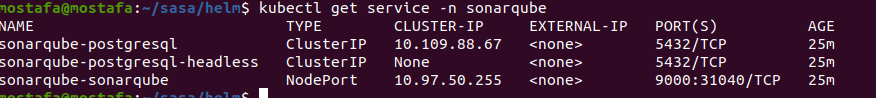 mostafa@mostafa:~/sasa/helm$ kubectl get service -n sonarqube
NAME TYPE CLUSTER-IP EXTERNAL-IP PORT(S) AGE
sonarqube-postgresql ClusterIP 10.109.88.67 <none> 5432/TCP 25m
sonarqube-postgresql-headless ClusterIP None <none> 5432/TCP 25m
sonarqube-sonarqube NodePort 10.97.50.255 <none> 9000:31040/TCP 25m
mostafa@mostafa:~/sasa/helm$